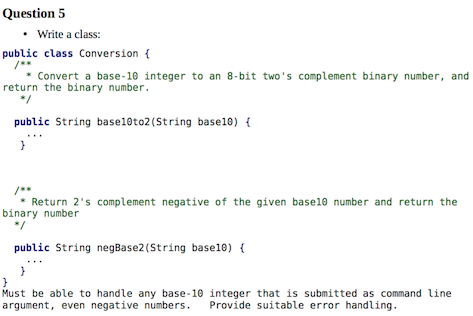 Question 5
• Write a class:
public class Conversion {
/**
* Convert a base-10 integer to an 8-bit two's complement binary number, and
return the binary number.
*/
public String base10to2(String base10) {
...
}
/**
* Return 2's complement negative of the given base10 number and return the
binary number
*/
public String negBase2(String base10) {
...
}
}
Must be able to handle any base-10 integer that is submitted as command line
argument, even negative numbers. Provide suitable error handling.